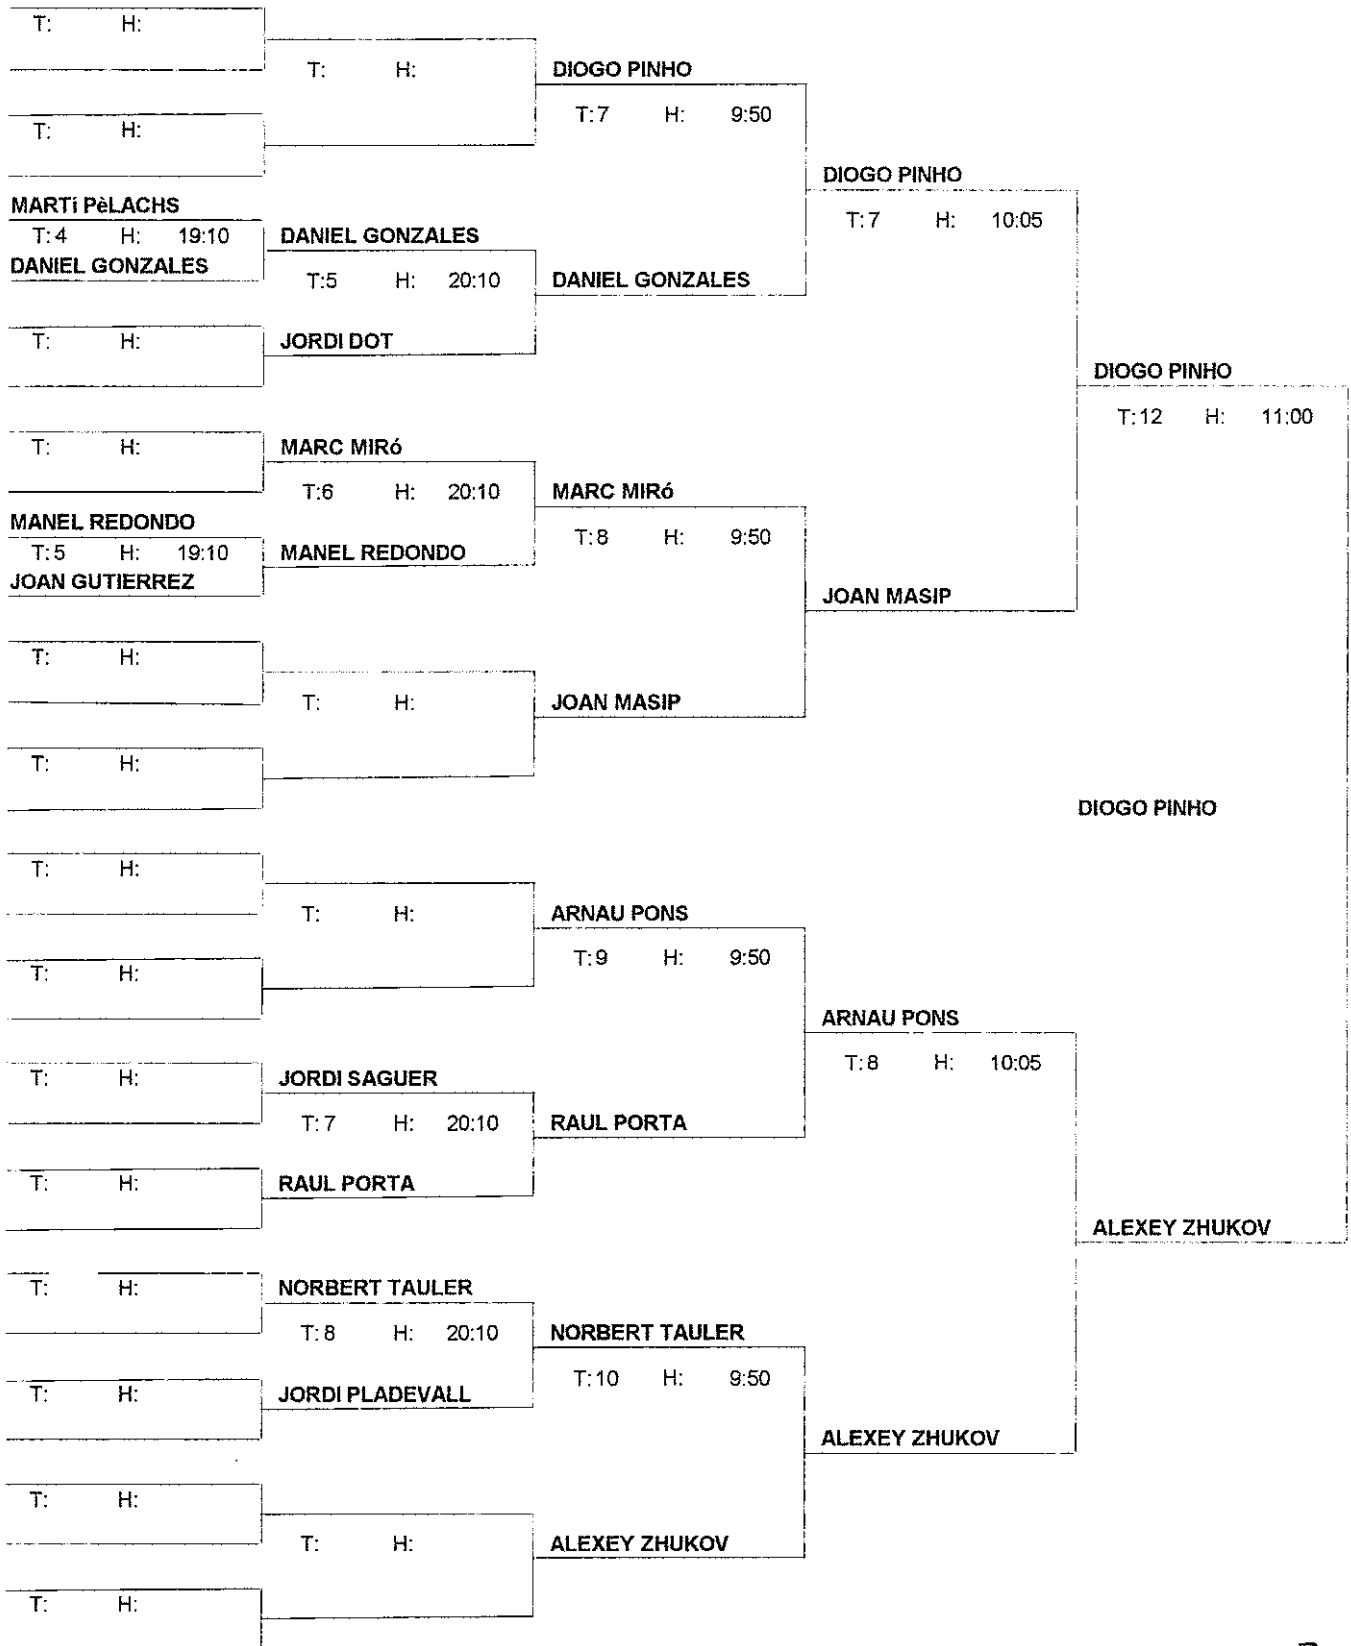 T: H:
T: H: DIOGO PINHO
T:7 H: 9:50
T: H:
DIOGO PINHO
MARTí PèLACHS
T:4 H: 19:10 DANIEL GONZALES
T:7 H: 10:05
DANIEL GONZALES
T:5 H: 20:10 DANIEL GONZALES
T: H: JORDI DOT
DIOGO PINHO
T:12 H: 11:00
T: H: MARC MIRó
T:6 H: 20:10 MARC MIRó
MANEL REDONDO
T:8 H: 9:50
T:5 H: 19:10 MANEL REDONDO
JOAN GUTIERREZ
JOAN MASIP
T: H:
T: H: JOAN MASIP
T: H:
DIOGO PINHO
T: H:
T: H: ARNAU PONS
T:9 H: 9:50
T: H:
ARNAU PONS
T:8 H: 10:05
T: H: JORDI SAGUER
T:7 H: 20:10 RAUL PORTA
T: H: RAUL PORTA
ALEXEY ZHUKOV
T: H: NORBERT TAULER
T:8 H: 20:10 NORBERT TAULER
T:10 H: 9:50
T: H: JORDI PLADEVALL
ALEXEY ZHUKOV
T: H:
T: H: ALEXEY ZHUKOV
T: H: